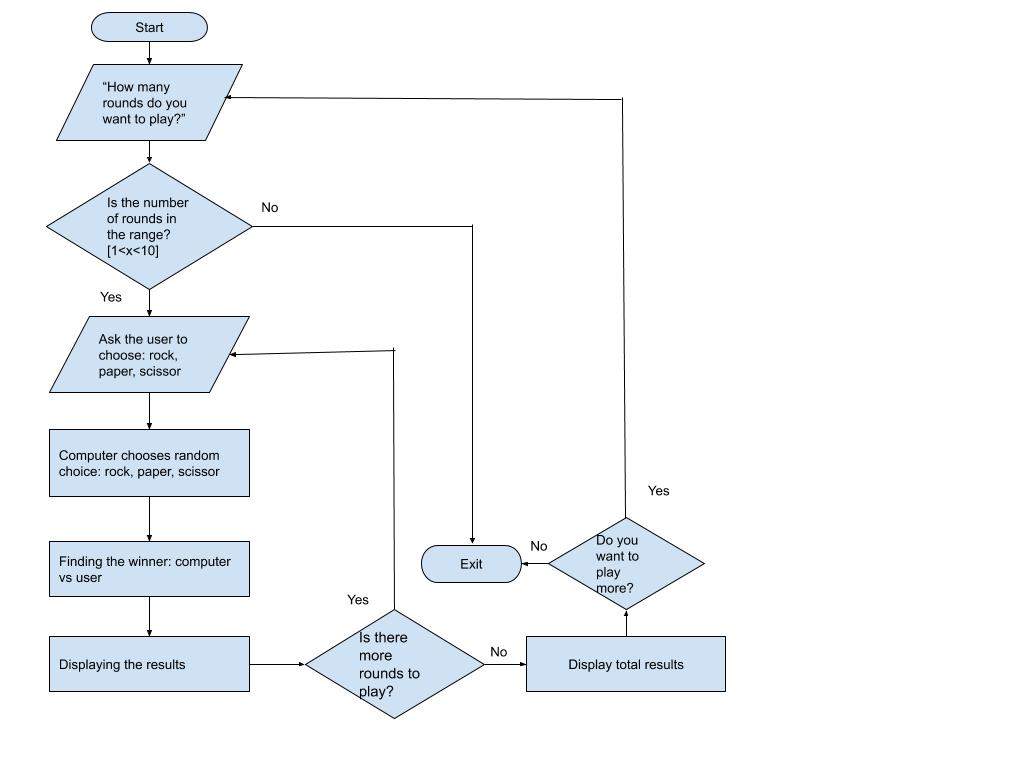 Start
“How many
rounds do you
want to play?”
Is the number
of rounds in
the range?
[1<x<10]
No
Yes
Ask the user to
choose: rock,
paper, scissor
Computer chooses random
choice: rock, paper, scissor
Finding the winner: computer
vs user
Displaying the results
Yes
Is there
more
rounds to
play?
No
Display total results
Do you
want to
play
more?
Yes
No
Exit